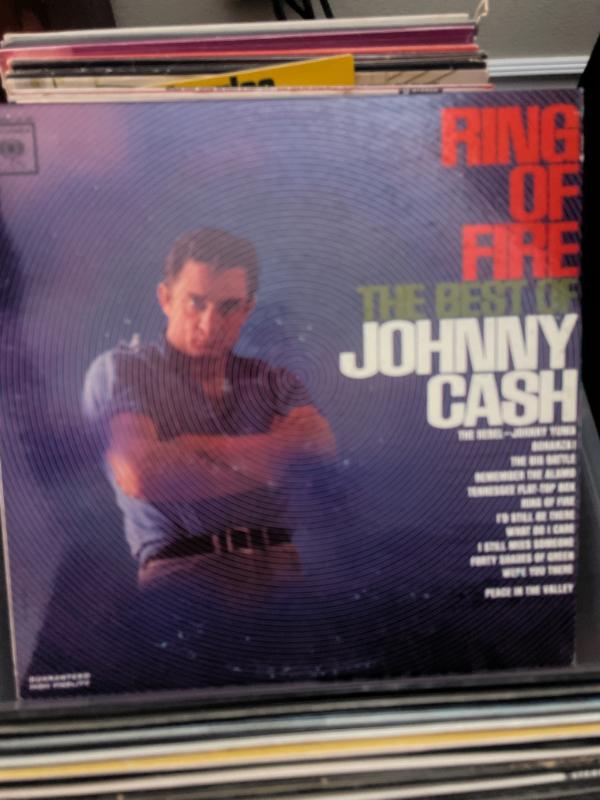 RING
OF
FIRE
THE BEST OF
JOHNNY
CASH
THE REBEL—JOHNNY YUMA
BONANZA!
THE BIG BATTLE
REMEMBER THE ALAMO
TENNESSEE FLAT-TOP BOX
RING OF FIRE
I'D STILL BE THERE
WHAT DO I CARE
I STILL MISS SOMEONE
FORTY SHADES OF GREEN
WERE YOU THERE
PEACE IN THE VALLEY
GUARANTEED
HIGH FIDELITY